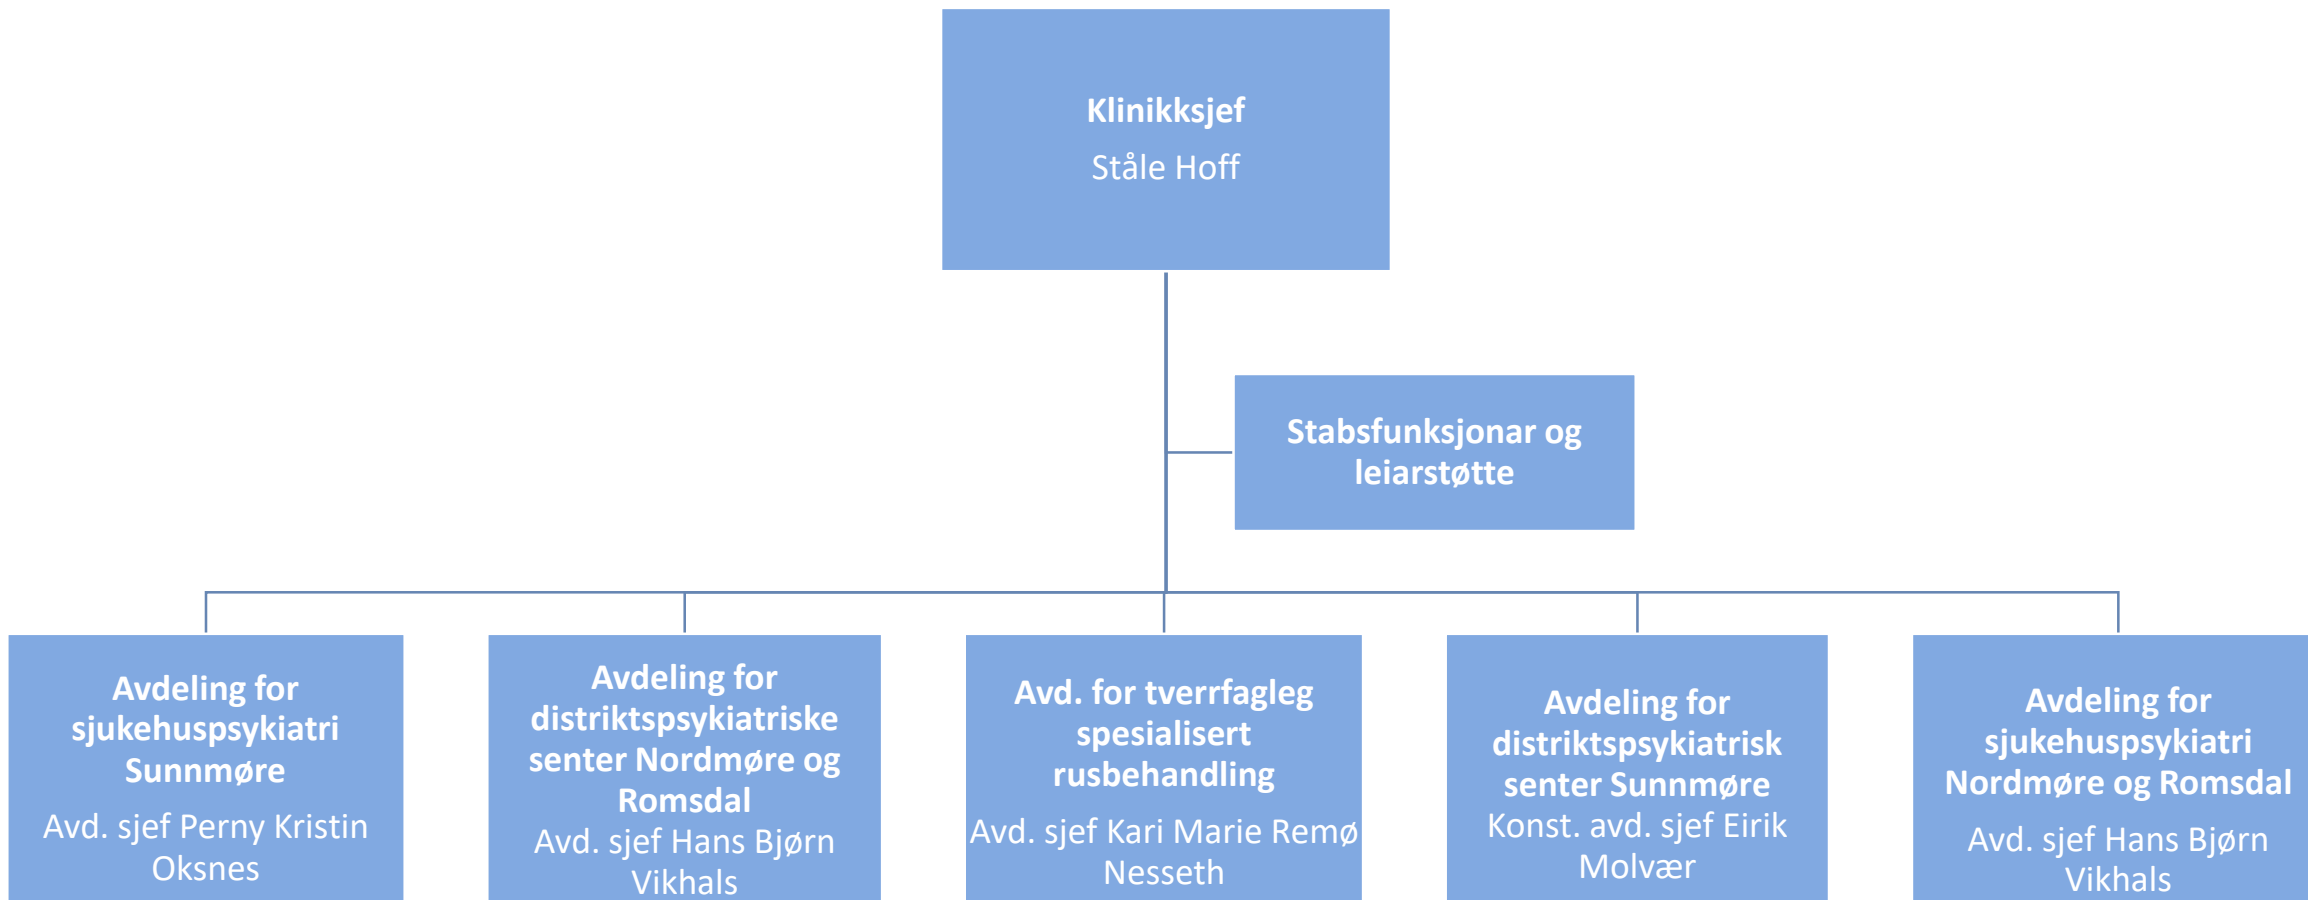 Klinikksjef
Ståle Hoff
Stabsfunksjonar og
leiarstøtte
Avdeling for
sjukehuspsykiatri
Sunnmøre
Avd. sjef Perny Kristin
Oksnes
Avdeling for
distriktspsykiatriske
senter Nordmøre og
Romsdal
Avd. sjef Hans Bjørn
Vikhals
Avd. for tverrfagleg
spesialisert
rusbehandling
Avd. sjef Kari Marie Remø
Nesseth
Avdeling for
distriktspsykiatrisk
senter Sunnmøre
Konst. avd. sjef Eirik
Molvær
Avdeling for
sjukehuspsykiatri
Nordmøre og Romsdal
Avd. sjef Hans Bjørn
Vikhals